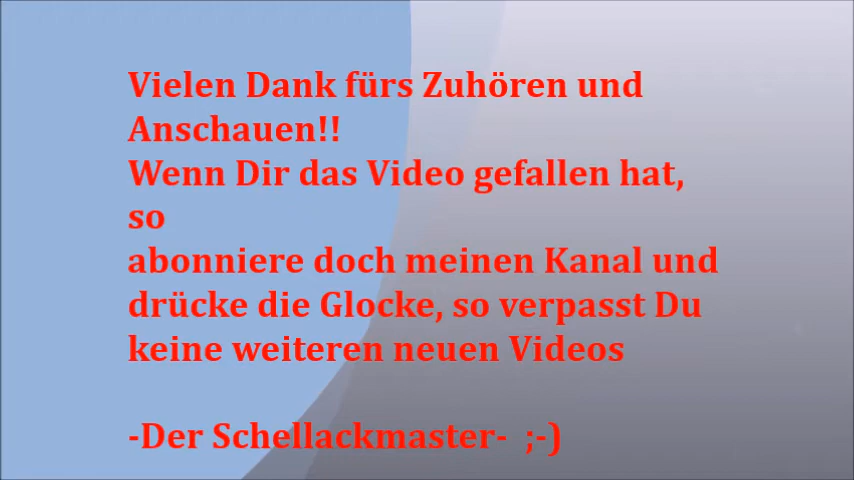 Vielen Dank fürs Zuhören und
Anschauen!!
Wenn Dir das Video gefallen hat,
so
abonniere doch meinen Kanal und
drücke die Glocke, so verpasst Du
keine weiteren neuen Videos
-Der Schellackmaster-  ;-)